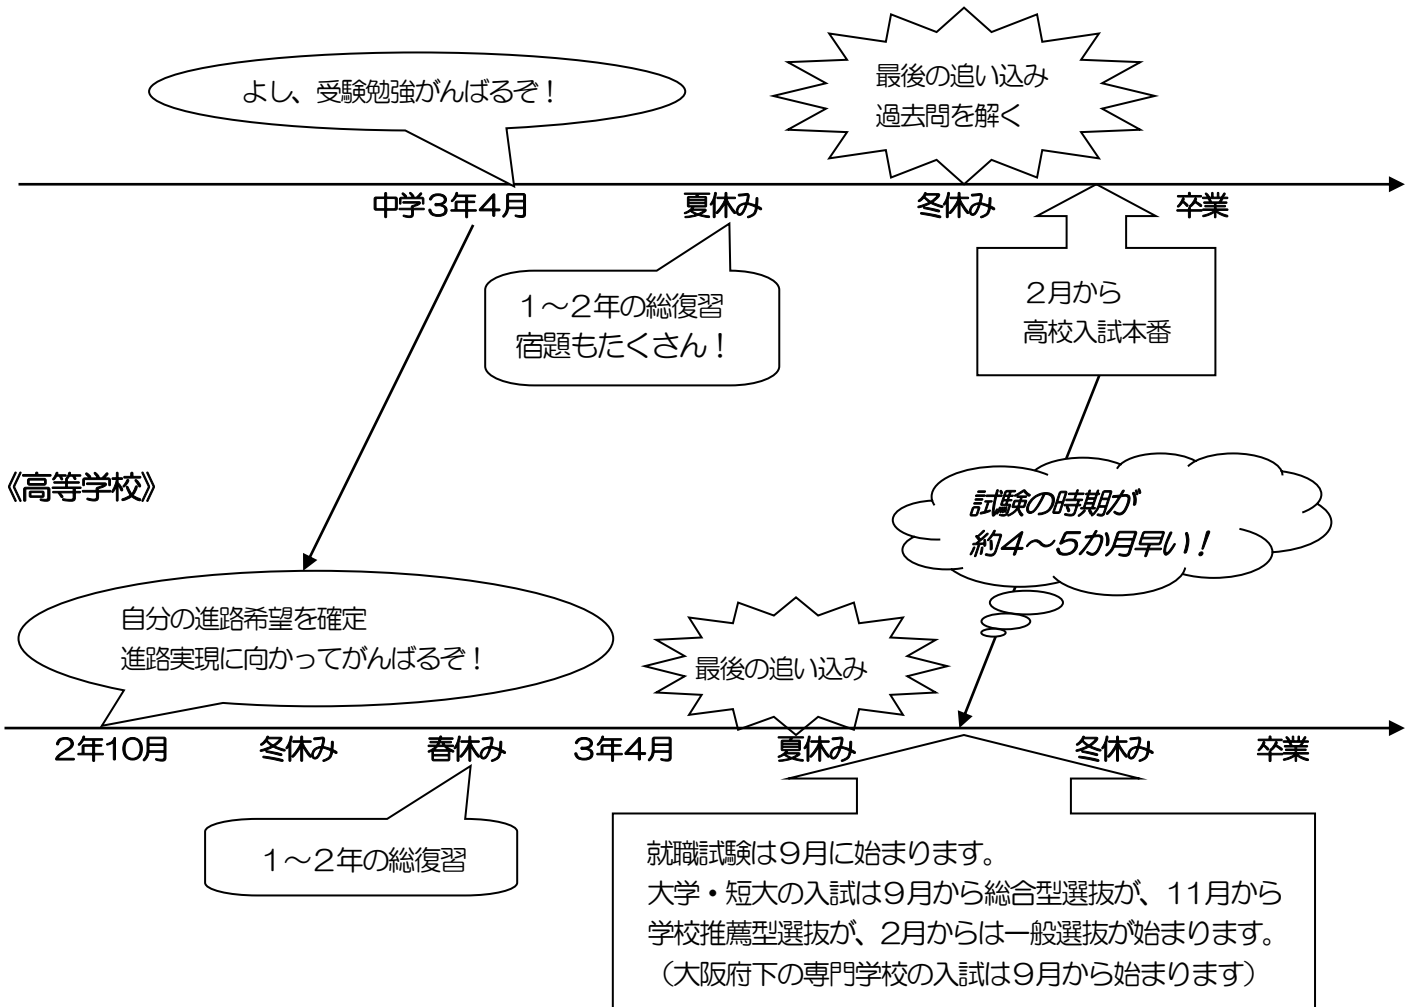 よし、受験勉強がんばるぞ！
最後の追い込み
過去問を解く
中学３年４月
夏休み
冬休み
卒業
１～２年の総復習
宿題もたくさん！
２月から
高校入試本番
《高等学校》
試験の時期が
約４～５か月早い！
自分の進路希望を確定
進路実現に向かってがんばるぞ！
最後の追い込み
２年10月
冬休み
春休み
３年４月
夏休み
冬休み
卒業
１～２年の総復習
就職試験は９月に始まります。
大学・短大の入試は９月から総合型選抜が、11月から
学校推薦型選抜が、２月からは一般選抜が始まります。
（大阪府下の専門学校の入試は９月から始まります）